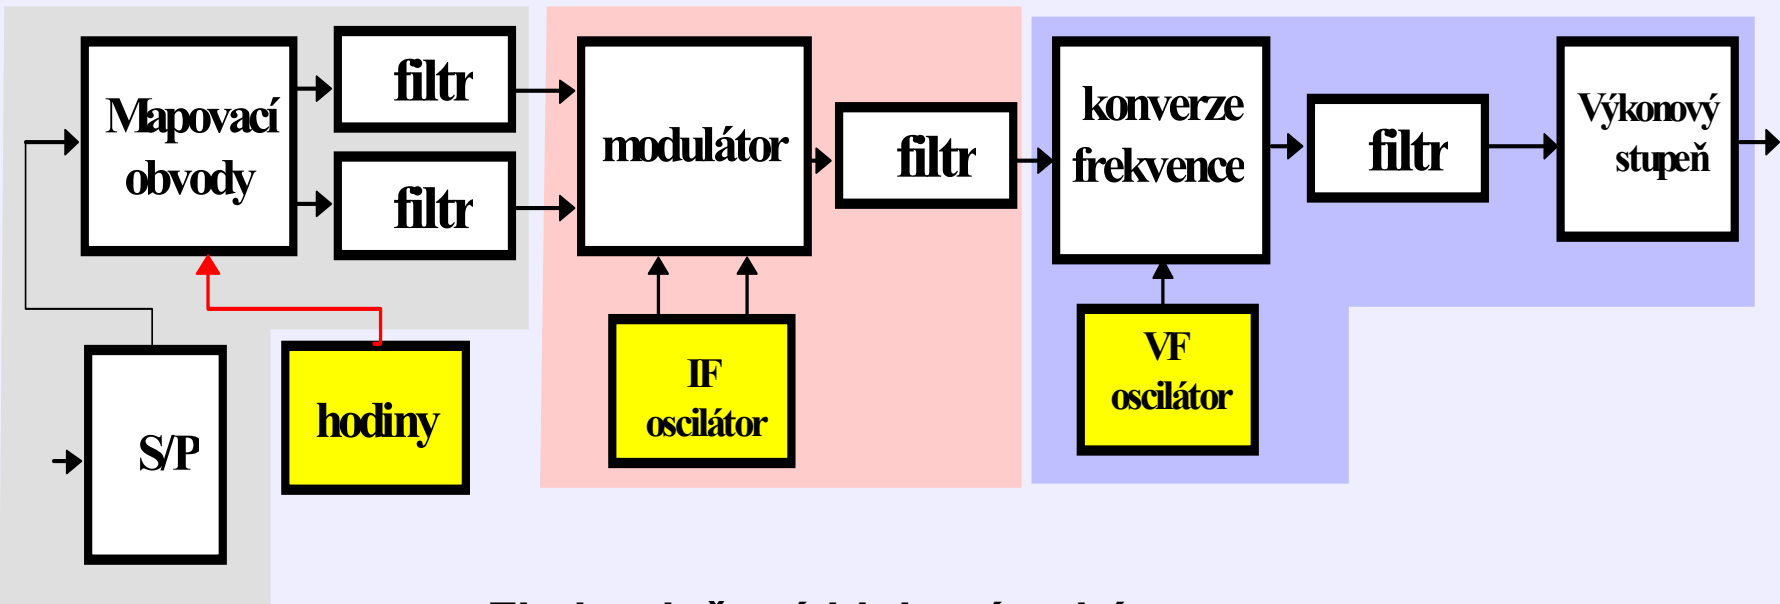 Mapovací
obvody
filtr
filtr
S/P
hodiny
modulátor
IF
oscilátor
filtr
konverze
frekvence
VF
oscilátor
filtr
Výkonový
stupeň